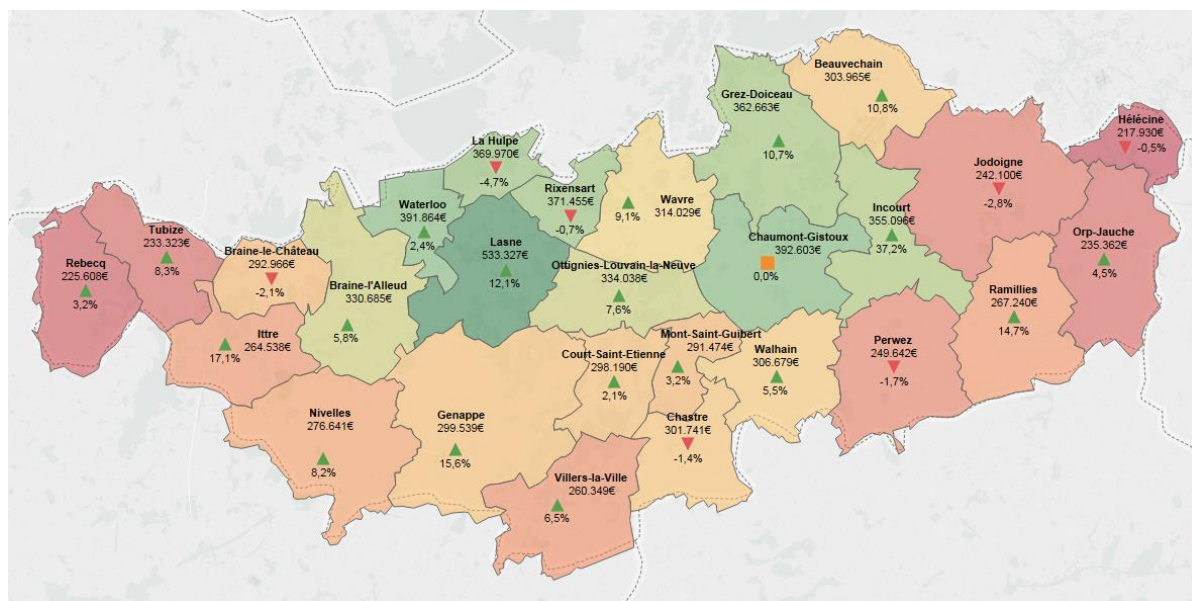 Beauvechain
303.965€
10,8%
Grez-Doiceau
362.663€
10,7%
Hélécine
217.930€
-0,5%
La Hulpe
369.970€
-4,7%
Jodoigne
242.100€
-2,8%
Rixensart
371.455€
-0,7%
Wavre
9,1%
314.029€
Waterloo
391.864€
2,4%
Incourt
355.096€
37,2%
Tubize
233.323€
8,3%
Orp-Jauche
235.362€
4,5%
Lasne
533.327€
12,1%
Chaumont-Gistoux
392.603€
0,0%
Rebecq
225.608€
3,2%
Braine-le-Château
292.966€
-2,1%
Braine-l'Alleud
330.685€
5,8%
Ottignies-Louvain-la-Neuve
334.038€
7,6%
Ramillies
267.240€
14,7%
Ittre
264.538€
17,1%
Mont-Saint-Guibert
291.474€
3,2%
Perwez
249.642€
-1,7%
Court-Saint-Etienne
298.190€
2,1%
Walhain
306.679€
5,5%
Nivelles
276.641€
8,2%
Genappe
299.539€
15,6%
Chastre
301.741€
-1,4%
Villers-la-Ville
260.349€
6,5%